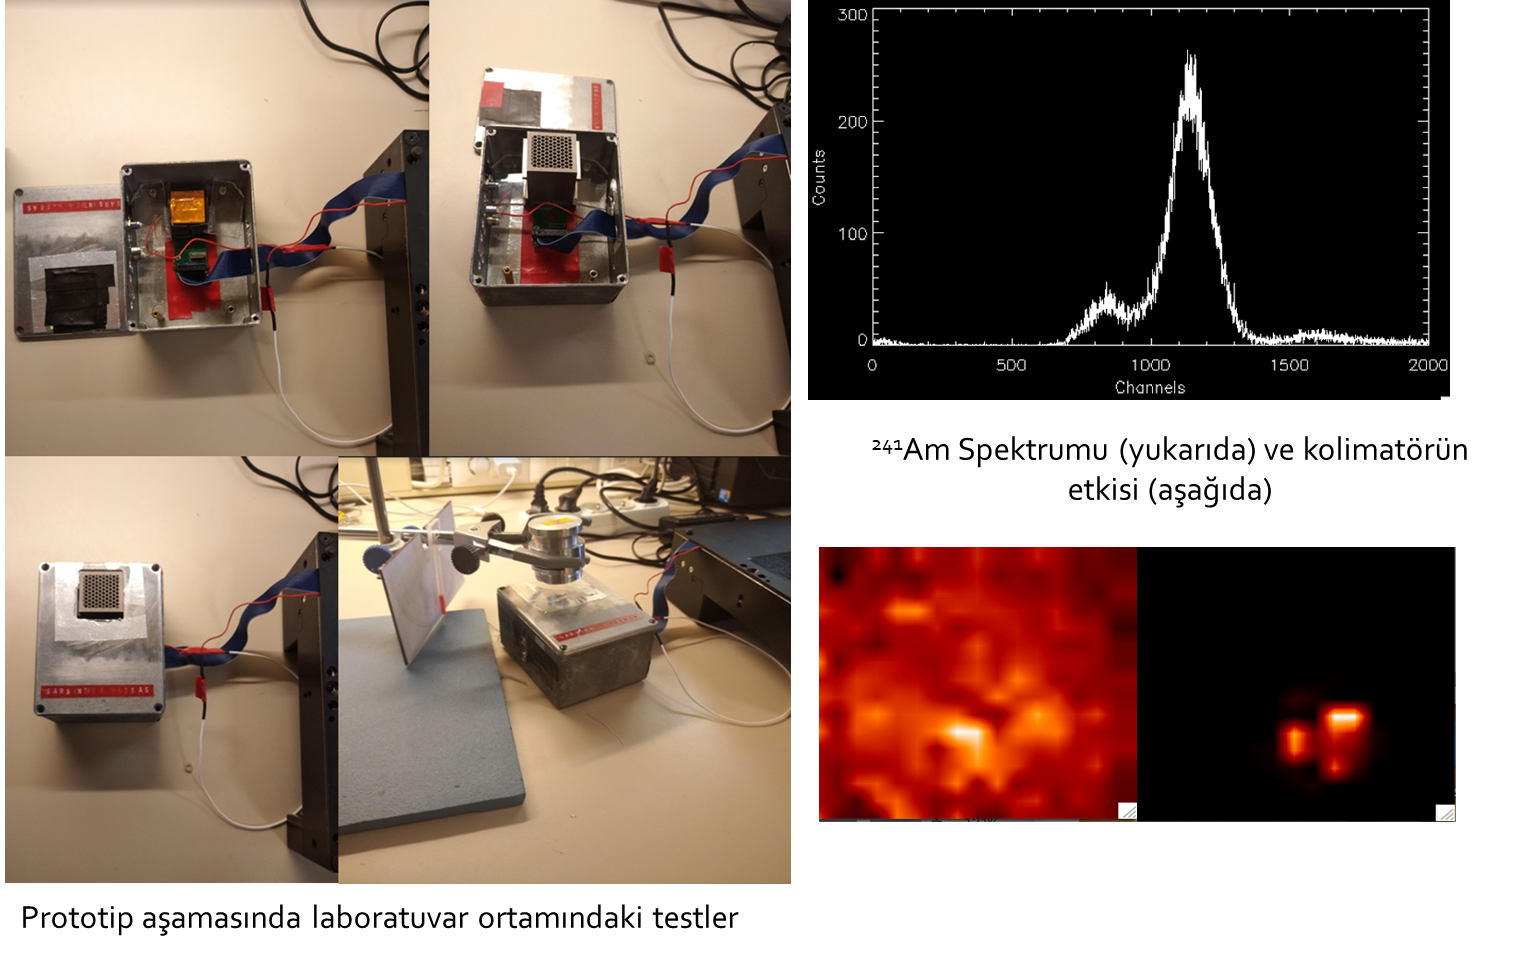 300
200
100
0
Counts
0 500 1000 1500 2000
Channels
²⁴¹Am Spektrumu (yukarıda) ve kolimatörün
etkisi (aşağıda)
Prototip aşamasında laboratuvar ortamındaki testler